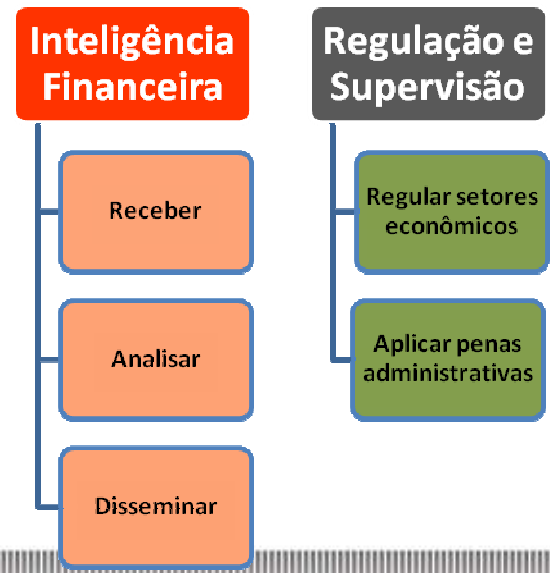 Inteligência
Financeira
Receber
Analisar
Disseminar
Regulação e
Supervisão
Regular setores
econômicos
Aplicar penas
administrativas